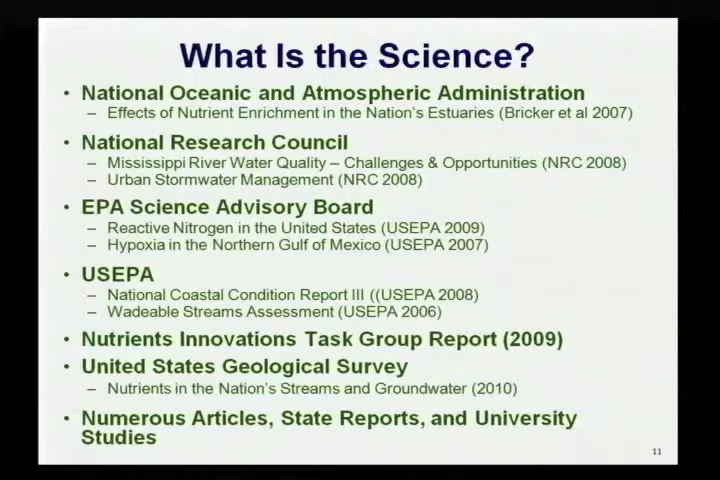 What Is the Science?
• National Oceanic and Atmospheric Administration
– Effects of Nutrient Enrichment in the Nation's Estuaries (Bricker et al 2007)
• National Research Council
– Mississippi River Water Quality – Challenges & Opportunities (NRC 2008)
– Urban Stormwater Management (NRC 2008)
• EPA Science Advisory Board
– Reactive Nitrogen in the United States (USEPA 2009)
– Hypoxia in the Northern Gulf of Mexico (USEPA 2007)
• USEPA
– National Coastal Condition Report III ((USEPA 2008)
– Wadeable Streams Assessment (USEPA 2006)
• Nutrients Innovations Task Group Report (2009)
• United States Geological Survey
– Nutrients in the Nation's Streams and Groundwater (2010)
• Numerous Articles, State Reports, and University
Studies
11